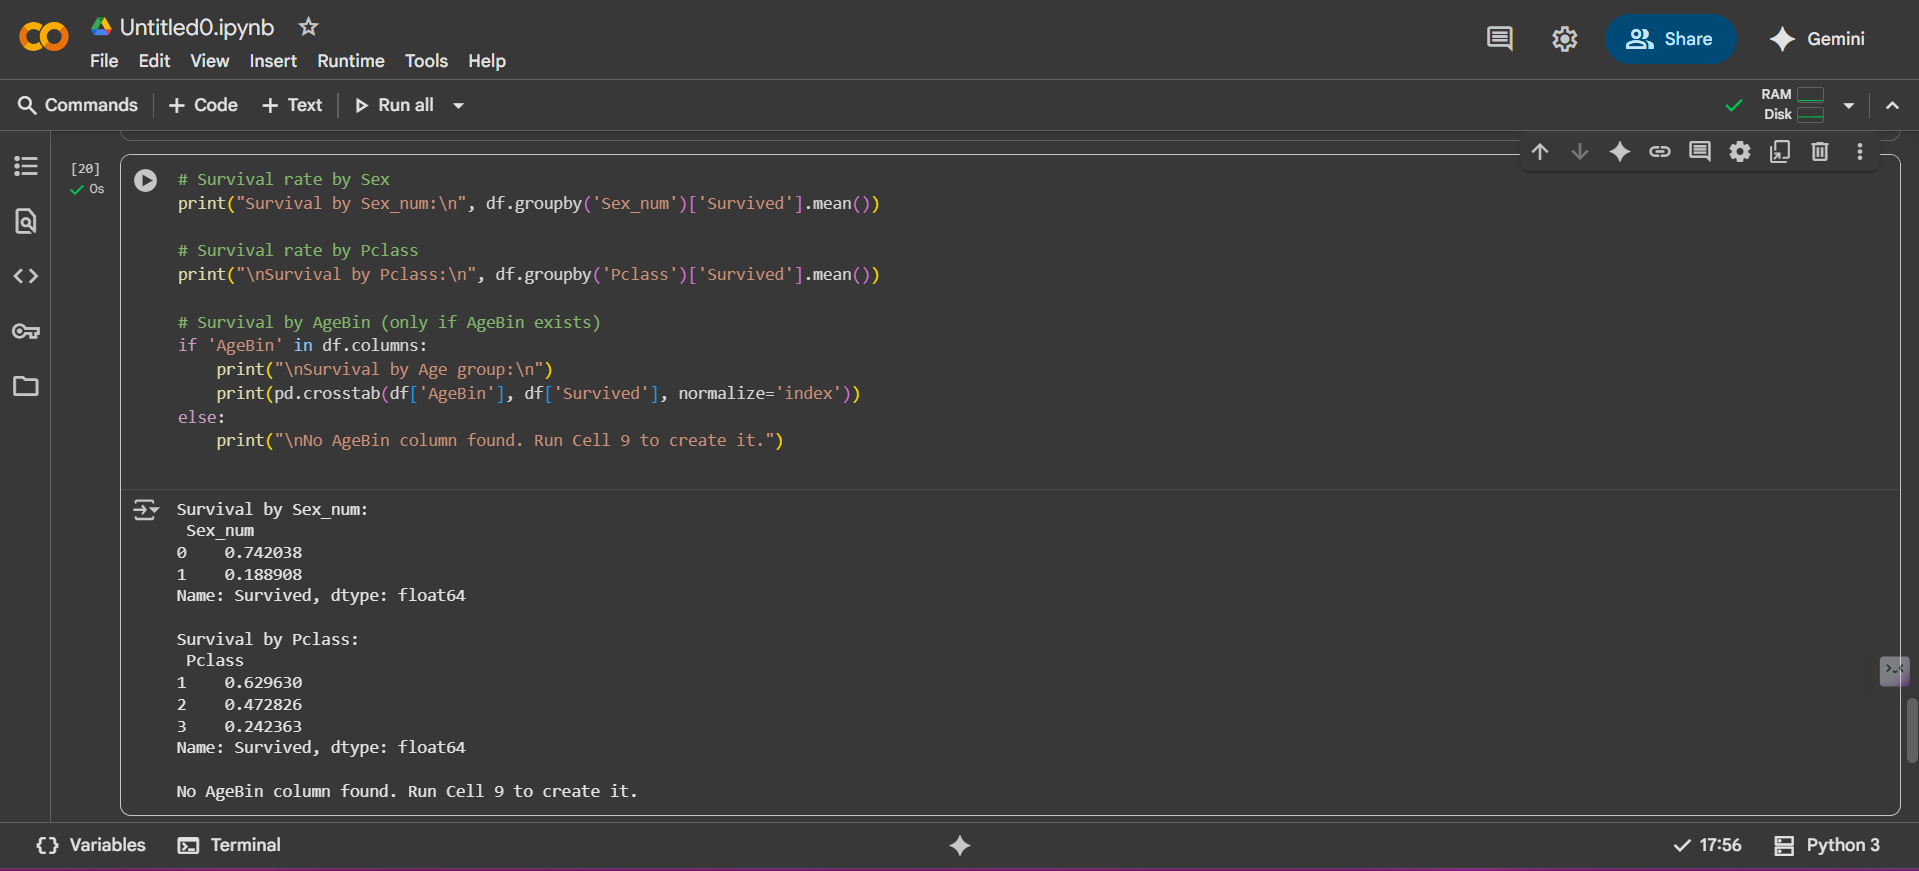 Untitled0.ipynb
File Edit View Insert Runtime Tools Help
Share
Gemini
Commands + Code + Text Run all
RAM
Disk
[20]
0s
# Survival rate by Sex
print("Survival by Sex_num:\n", df.groupby('Sex_num')['Survived'].mean())
# Survival rate by Pclass
print("\nSurvival by Pclass:\n", df.groupby('Pclass')['Survived'].mean())
# Survival by AgeBin (only if AgeBin exists)
if 'AgeBin' in df.columns:
    print("\nSurvival by Age group:\n")
    print(pd.crosstab(df['AgeBin'], df['Survived'], normalize='index'))
else:
    print("\nNo AgeBin column found. Run Cell 9 to create it.")
Survival by Sex_num:
 Sex_num
0    0.742038
1    0.188908
Name: Survived, dtype: float64
Survival by Pclass:
 Pclass
1    0.629630
2    0.472826
3    0.242363
Name: Survived, dtype: float64
No AgeBin column found. Run Cell 9 to create it.
Variables Terminal
17:56 Python 3